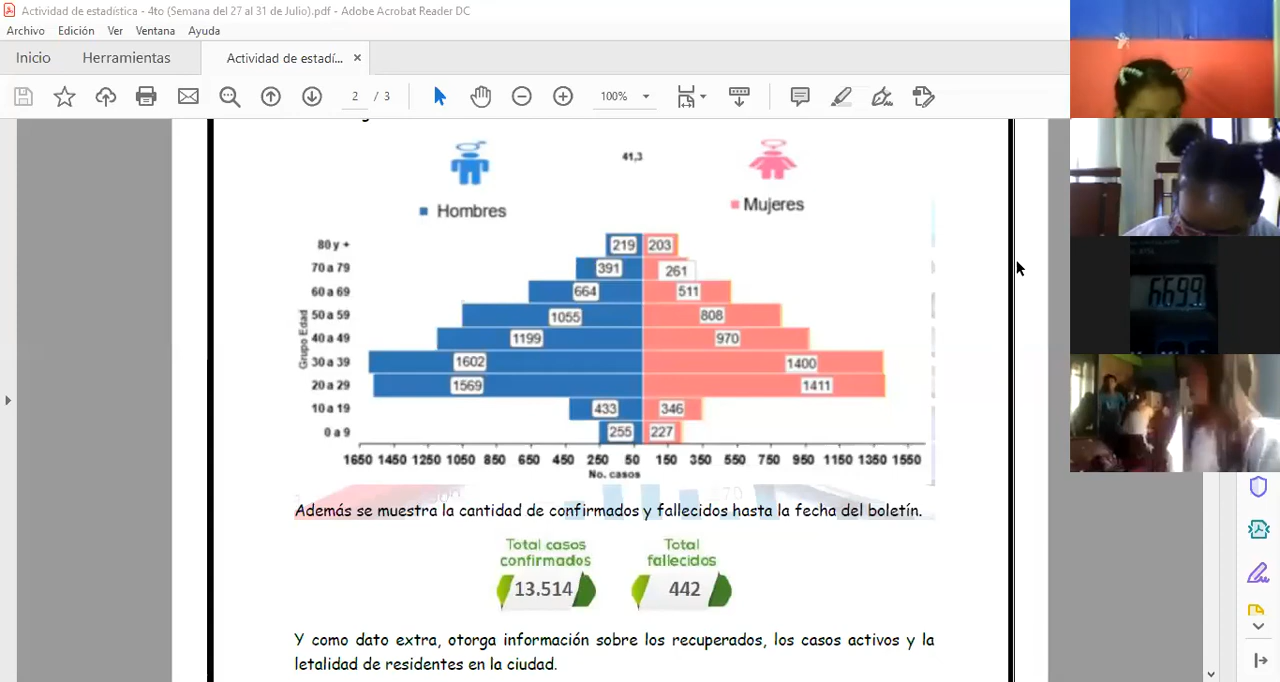 Actividad de estadística - 4to (Semana del 27 al 31 de Julio).pdf - Adobe Acrobat Reader DC
Archivo Edición Ver Ventana Ayuda
Inicio Herramientas Actividad de estadí... ×
2 / 3 100%
41,3
Hombres Mujeres
Grupo Edad
80 y + 219 203
70 a 79 391 261
60 a 69 664 511
50 a 59 1055 808
40 a 49 1199 970
30 a 39 1602 1400
20 a 29 1569 1411
10 a 19 433 346
0 a 9 255 227
1650 1450 1250 1050 850 650 450 250 50 150 350 550 750 950 1150 1350 1550
No. casos
Además se muestra la cantidad de confirmados y fallecidos hasta la fecha del boletín.
Total casos Total
confirmados fallecidos
13.514 442
Y como dato extra, otorga información sobre los recuperados, los casos activos y la
letalidad de residentes en la ciudad.
6699